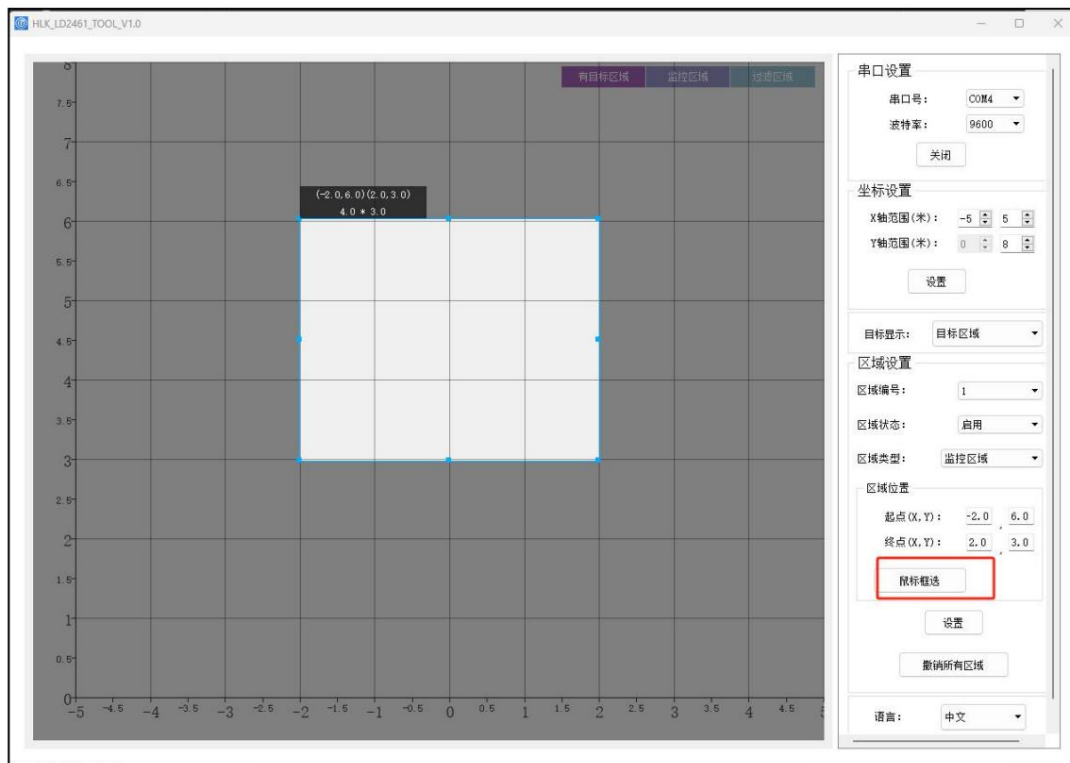 HLK_LD2461_TOOL_V1.0
有目标区域 监控区域 过滤区域
8
7.5
7
6.5
6
5.5
5
4.5
4
3.5
3
2.5
2
1.5
1
0.5
0
(-2.0,6.0)(2.0,3.0)
4.0 * 3.0
-5 -4.5 -4 -3.5 -3 -2.5 -2 -1.5 -1 -0.5 0 0.5 1 1.5 2 2.5 3 3.5 4 4.5
串口设置
串口号: COM4
波特率: 9600
关闭
坐标设置
X轴范围(米): -5 5
Y轴范围(米): 0 8
设置
目标显示: 目标区域
区域设置
区域编号: 1
区域状态: 启用
区域类型: 监控区域
区域位置
起点(X,Y): -2.0 , 6.0
终点(X,Y): 2.0 , 3.0
鼠标框选
设置
撤销所有区域
语言: 中文